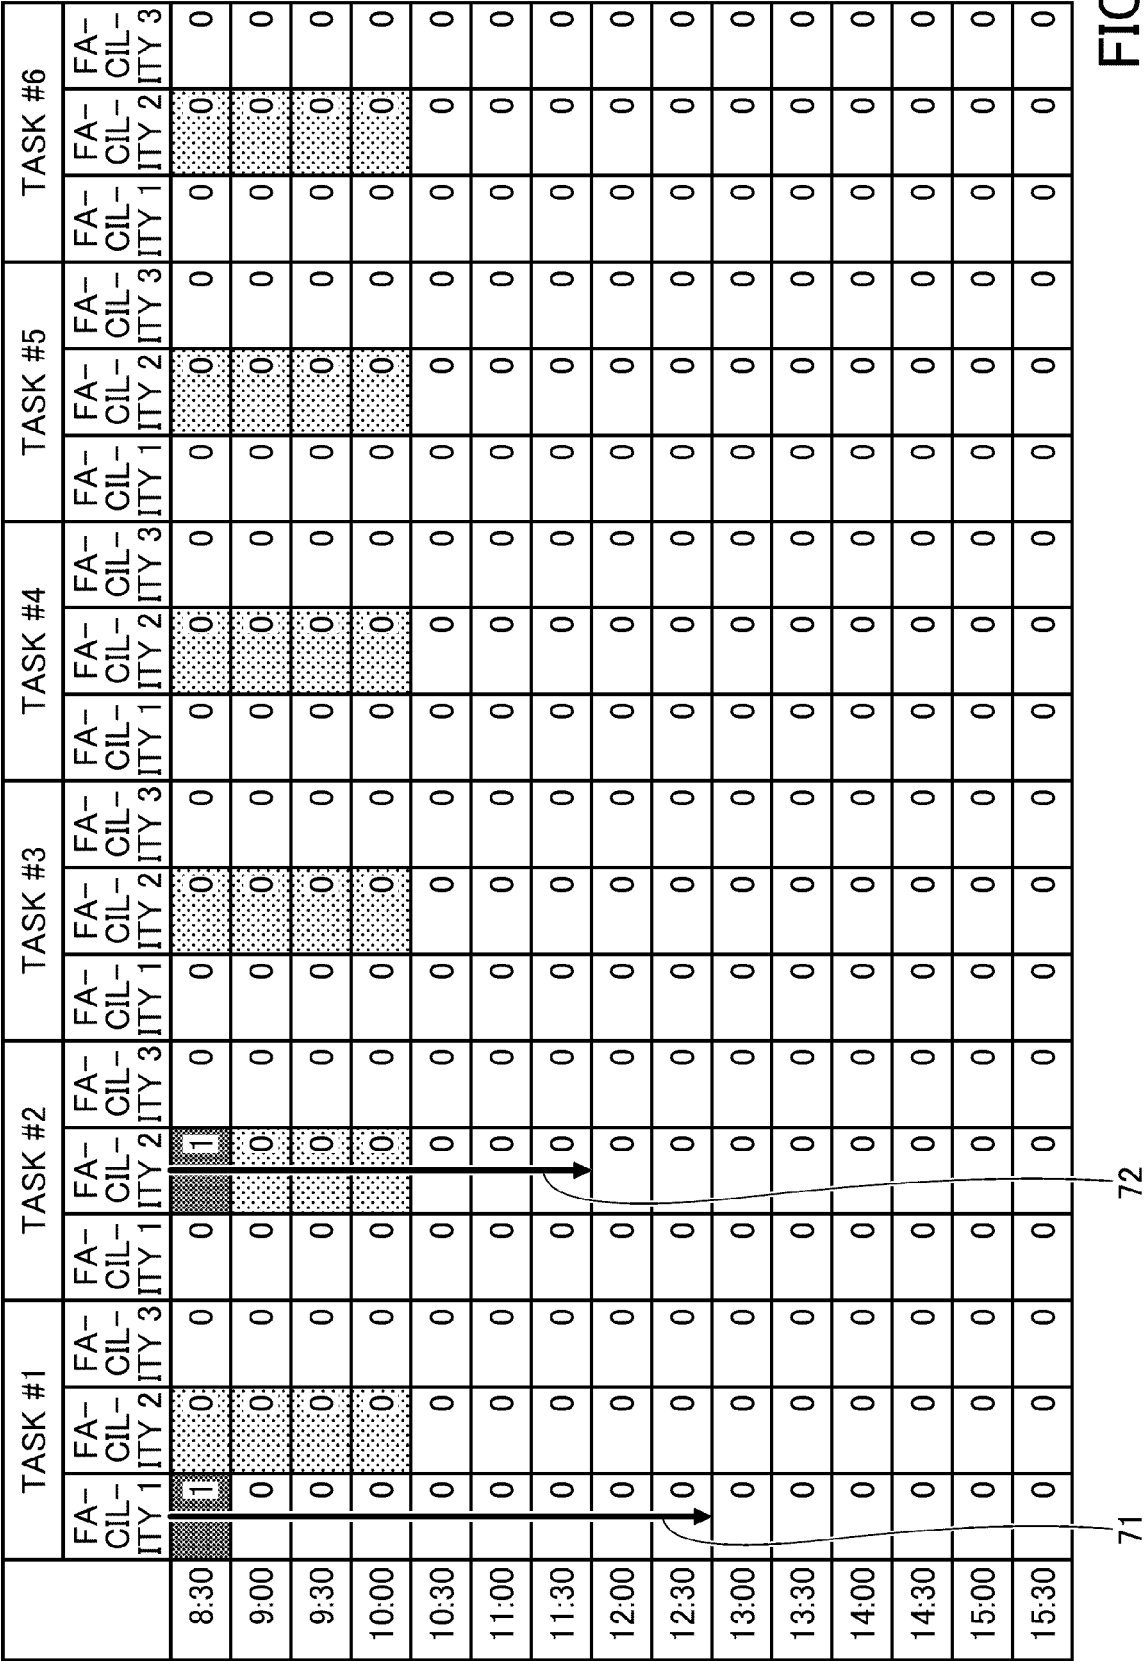 TASK #1 TASK #2 TASK #3 TASK #4 TASK #5 TASK #6
FA- FA- FA- FA- FA- FA- FA- FA- FA- FA- FA- FA- FA- FA- FA- FA- FA- FA-
CIL- CIL- CIL- CIL- CIL- CIL- CIL- CIL- CIL- CIL- CIL- CIL- CIL- CIL- CIL- CIL- CIL- CIL-
ITY 1 ITY 2 ITY 3 ITY 1 ITY 2 ITY 3 ITY 1 ITY 2 ITY 3 ITY 1 ITY 2 ITY 3 ITY 1 ITY 2 ITY 3 ITY 1 ITY 2 ITY 3
8:30 1 0 0 0 1 0 0 0 0 0 0 0 0 0 0 0 0 0
9:00 0 0 0 0 0 0 0 0 0 0 0 0 0 0 0 0 0 0
9:30 0 0 0 0 0 0 0 0 0 0 0 0 0 0 0 0 0 0
10:00 0 0 0 0 0 0 0 0 0 0 0 0 0 0 0 0 0 0
10:30 0 0 0 0 0 0 0 0 0 0 0 0 0 0 0 0 0 0
11:00 0 0 0 0 0 0 0 0 0 0 0 0 0 0 0 0 0 0
11:30 0 0 0 0 0 0 0 0 0 0 0 0 0 0 0 0 0 0
12:00 0 0 0 0 0 0 0 0 0 0 0 0 0 0 0 0 0 0
12:30 0 0 0 0 0 0 0 0 0 0 0 0 0 0 0 0 0 0
13:00 0 0 0 0 0 0 0 0 0 0 0 0 0 0 0 0 0 0
13:30 0 0 0 0 0 0 0 0 0 0 0 0 0 0 0 0 0 0
14:00 0 0 0 0 0 0 0 0 0 0 0 0 0 0 0 0 0 0
14:30 0 0 0 0 0 0 0 0 0 0 0 0 0 0 0 0 0 0
15:00 0 0 0 0 0 0 0 0 0 0 0 0 0 0 0 0 0 0
15:30 0 0 0 0 0 0 0 0 0 0 0 0 0 0 0 0 0 0
71 72